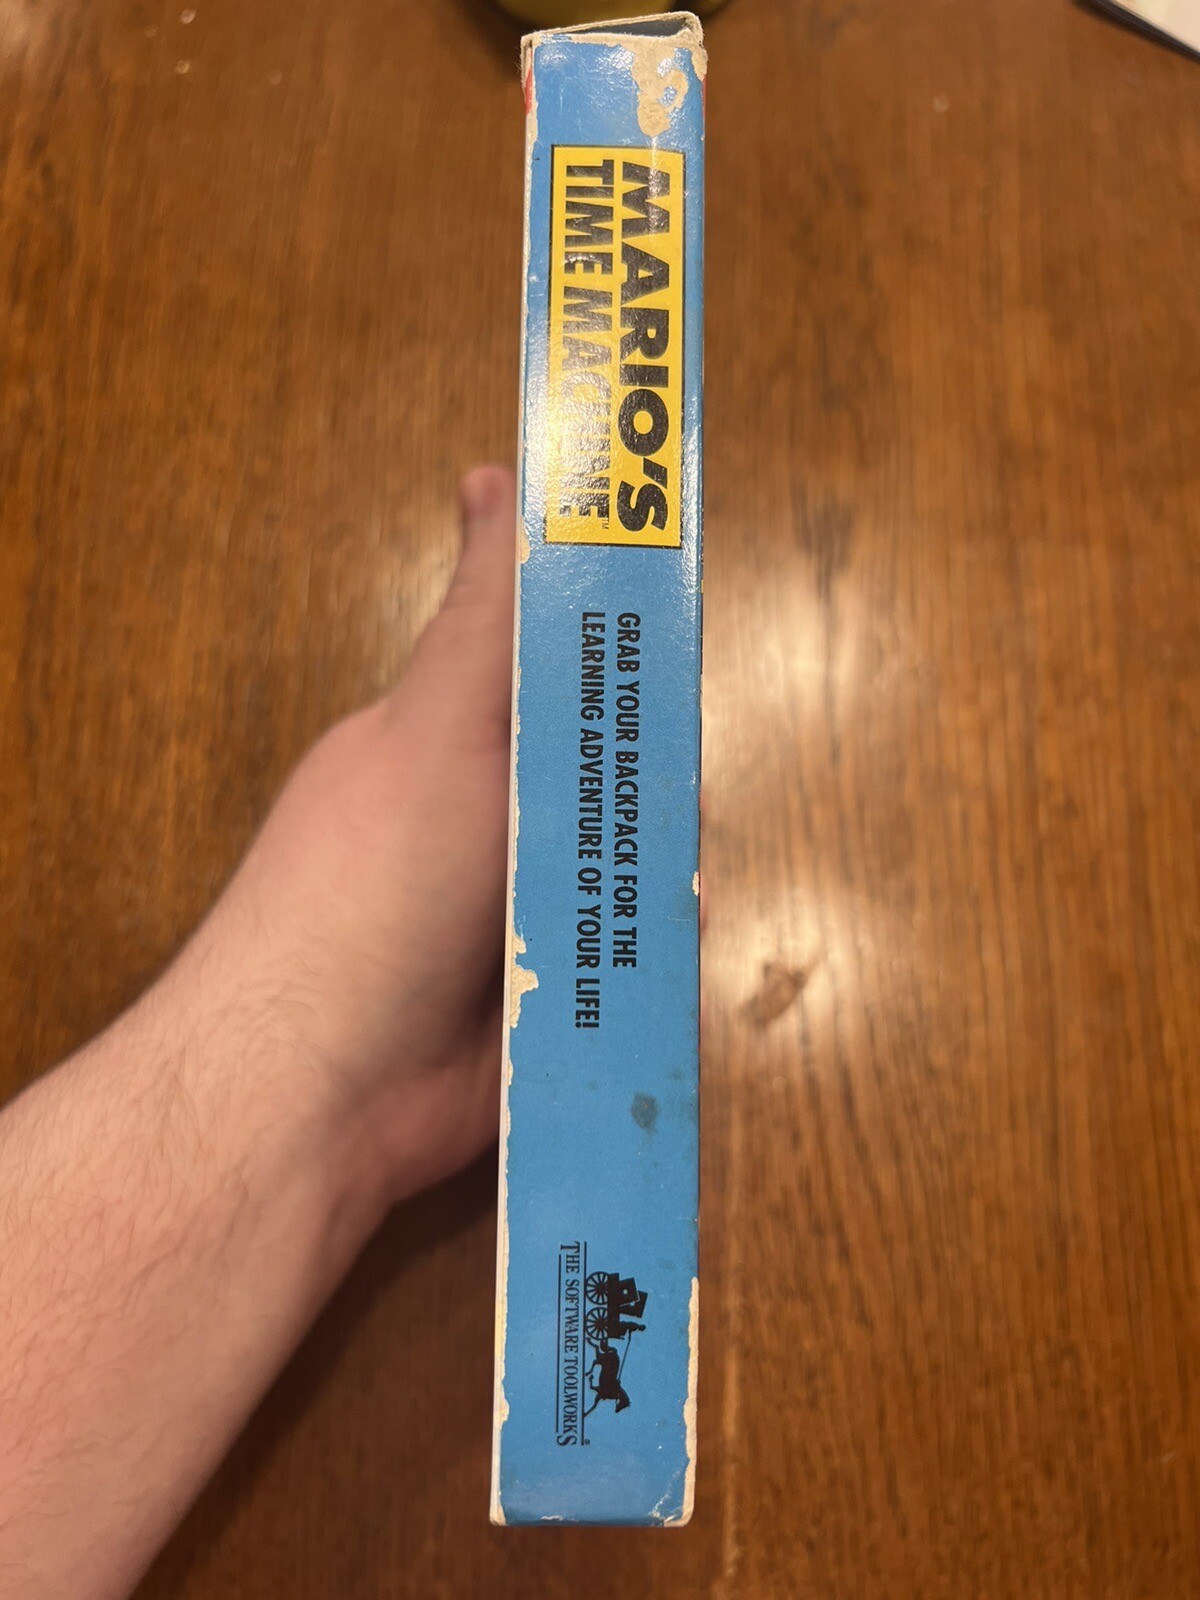 MARIO'S
TIME MACHINE™
GRAB YOUR BACKPACK FOR THE
LEARNING ADVENTURE OF YOUR LIFE!
THE SOFTWARE TOOLWORKS®